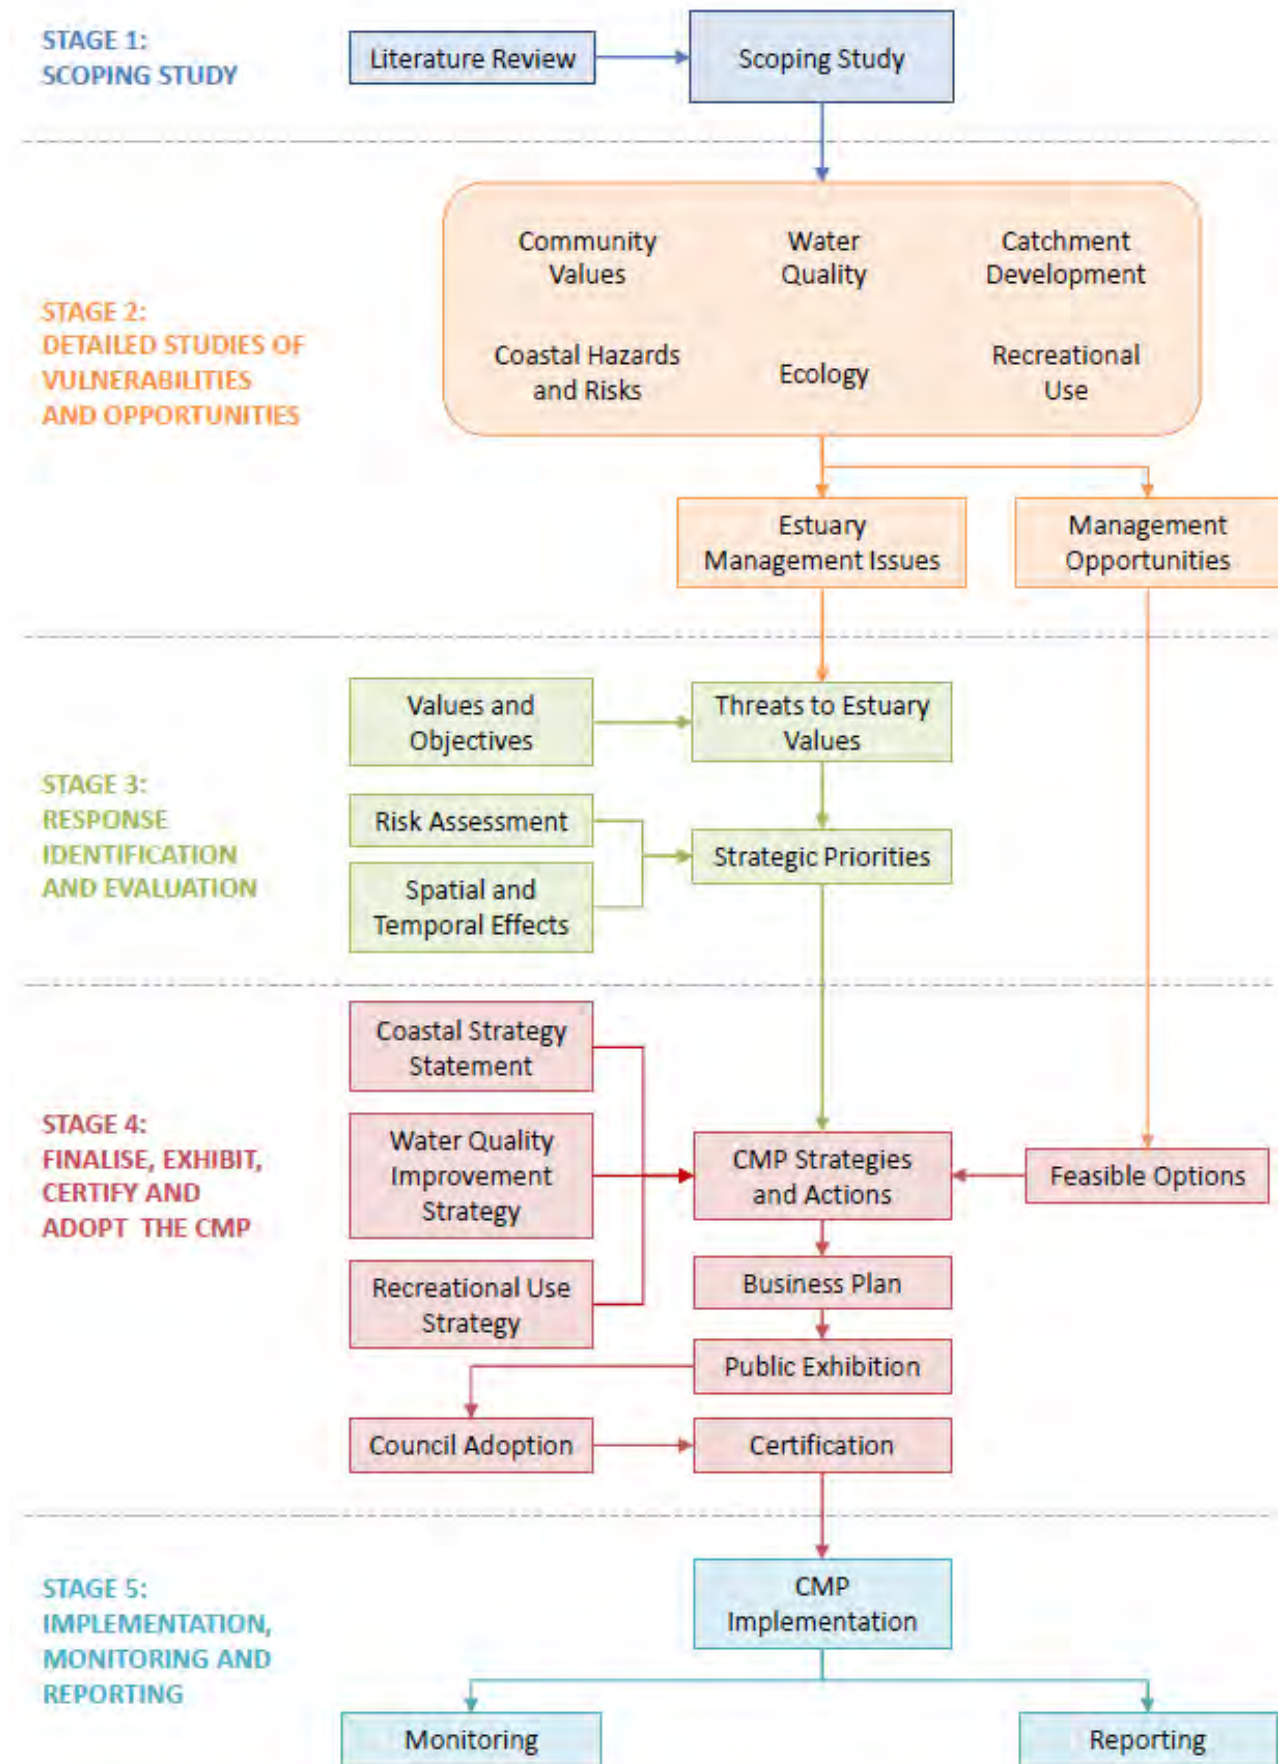 STAGE 1:
SCOPING STUDY
Literature Review
Scoping Study
STAGE 2:
DETAILED STUDIES OF
VULNERABILITIES
AND OPPORTUNITIES
Community
Values
Water
Quality
Catchment
Development
Coastal Hazards
and Risks
Ecology
Recreational
Use
Estuary
Management Issues
Management
Opportunities
STAGE 3:
RESPONSE
IDENTIFICATION
AND EVALUATION
Values and
Objectives
Threats to Estuary
Values
Risk Assessment
Spatial and
Temporal Effects
Strategic Priorities
STAGE 4:
FINALISE, EXHIBIT,
CERTIFY AND
ADOPT THE CMP
Coastal Strategy
Statement
Water Quality
Improvement
Strategy
Recreational Use
Strategy
CMP Strategies
and Actions
Feasible Options
Business Plan
Public Exhibition
Council Adoption
Certification
STAGE 5:
IMPLEMENTATION,
MONITORING AND
REPORTING
CMP
Implementation
Monitoring
Reporting